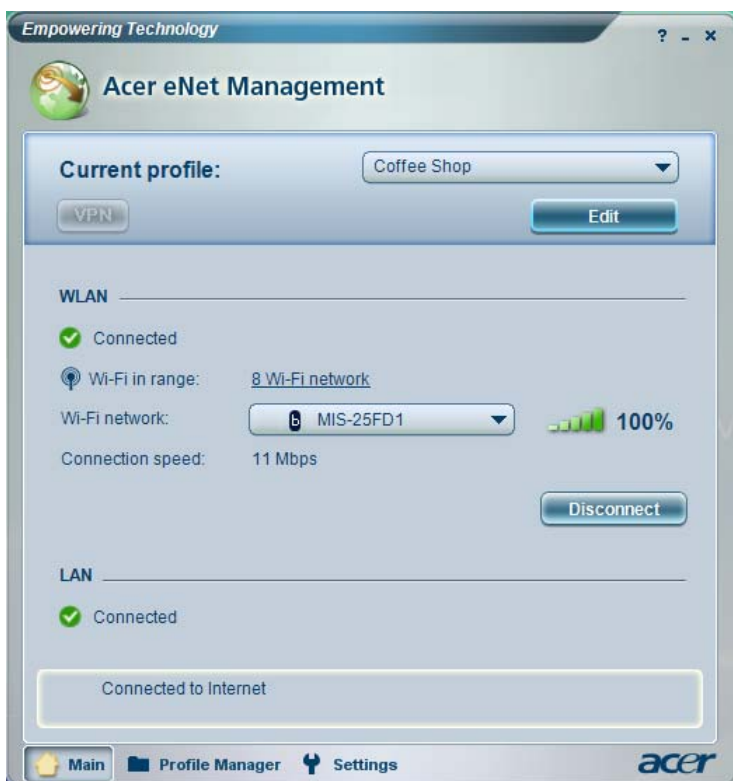 Empowering Technology
? - x
Acer eNet Management
Current profile: Coffee Shop
VPN Edit
WLAN
Connected
Wi-Fi in range: 8 Wi-Fi network
Wi-Fi network: b MIS-25FD1 100%
Connection speed: 11 Mbps
Disconnect
LAN
Connected
Connected to Internet
Main Profile Manager Settings acer